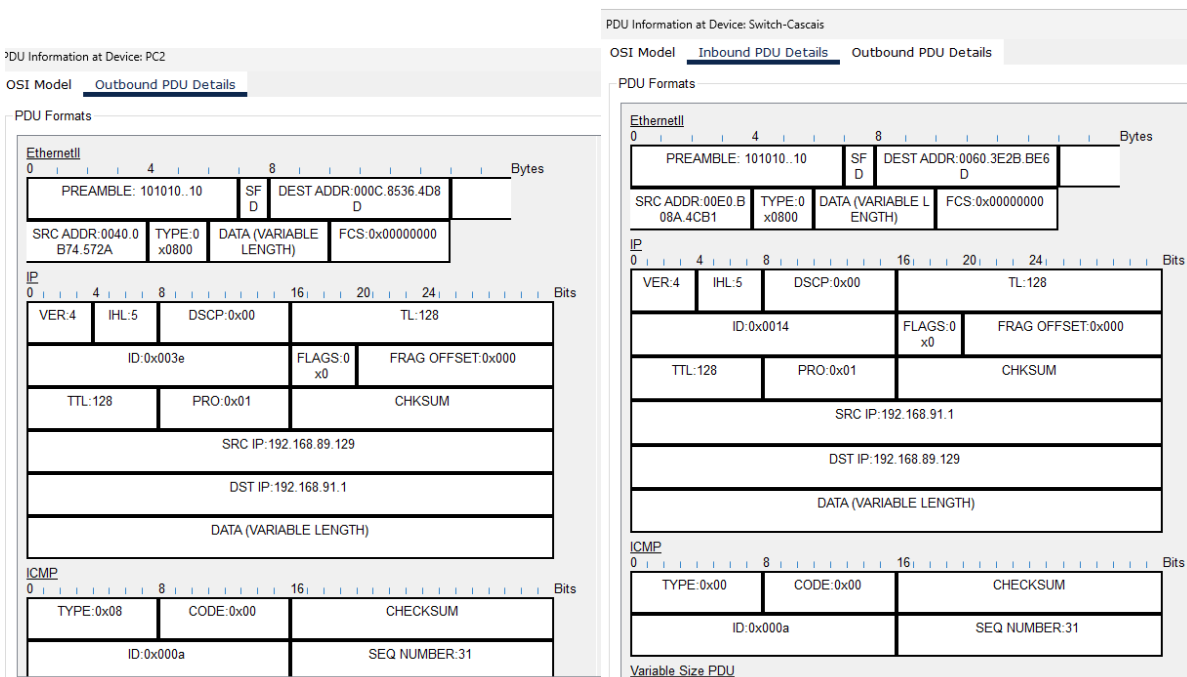 PDU Information at Device: PC2
OSI Model Outbound PDU Details
PDU Formats
EthernetII
0 4 8 Bytes
PREAMBLE: 101010..10 SF
D DEST ADDR:000C.8536.4D8
D
SRC ADDR:0040.0
B74.572A TYPE:0
x0800 DATA (VARIABLE
LENGTH) FCS:0x00000000
IP
0 4 8 16 20 24 Bits
VER:4 IHL:5 DSCP:0x00 TL:128
ID:0x003e FLAGS:0
x0 FRAG OFFSET:0x000
TTL:128 PRO:0x01 CHKSUM
SRC IP:192.168.89.129
DST IP:192.168.91.1
DATA (VARIABLE LENGTH)
ICMP
0 8 16 Bits
TYPE:0x08 CODE:0x00 CHECKSUM
ID:0x000a SEQ NUMBER:31
PDU Information at Device: Switch-Cascais
OSI Model Inbound PDU Details Outbound PDU Details
PDU Formats
EthernetII
0 4 8 Bytes
PREAMBLE: 101010..10 SF
D DEST ADDR:0060.3E2B.BE6
D
SRC ADDR:00E0.B
08A.4CB1 TYPE:0
x0800 DATA (VARIABLE L
ENGTH) FCS:0x00000000
IP
0 4 8 16 20 24 Bits
VER:4 IHL:5 DSCP:0x00 TL:128
ID:0x0014 FLAGS:0
x0 FRAG OFFSET:0x000
TTL:128 PRO:0x01 CHKSUM
SRC IP:192.168.91.1
DST IP:192.168.89.129
DATA (VARIABLE LENGTH)
ICMP
0 8 16 Bits
TYPE:0x00 CODE:0x00 CHECKSUM
ID:0x000a SEQ NUMBER:31
Variable Size PDU